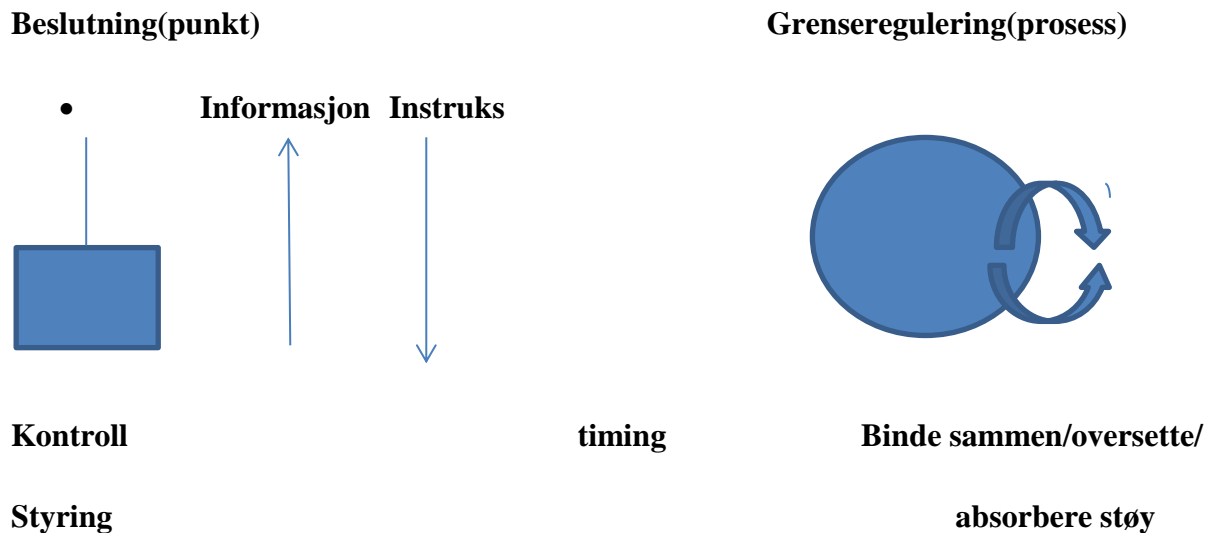 Beslutning(punkt) Grenseregulering(prosess)
• Informasjon Instruks
Kontroll timing Binde sammen/oversette/
Styring absorbere støy